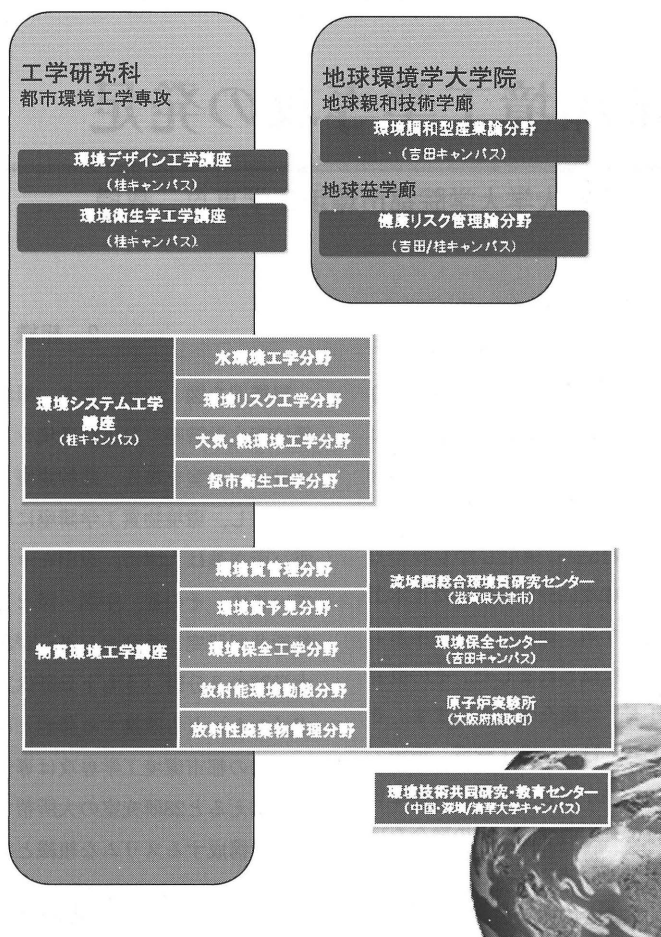 工学研究科
都市環境工学専攻
環境デザイン工学講座
(桂キャンパス)
環境衛生学工学講座
(桂キャンパス)
地球環境学大学院
地球親和技術学廊
環境調和型産業論分野
(吉田キャンパス)
地球益学廊
健康リスク管理論分野
(吉田/桂キャンパス)
環境システム工学
講座
(桂キャンパス)
水環境工学分野
環境リスク工学分野
大気・熱環境工学分野
都市衛生工学分野
物質環境工学講座
環境質管理分野
環境質予見分野
環境保全工学分野
放射能環境動態分野
放射性廃棄物管理分野
流域圏総合環境質研究センター
(滋賀県大津市)
環境保全センター
(吉田キャンパス)
原子炉実験所
(大阪府熊取町)
環境技術共同研究・教育センター
(中国・深圳/清華大学キャンパス)